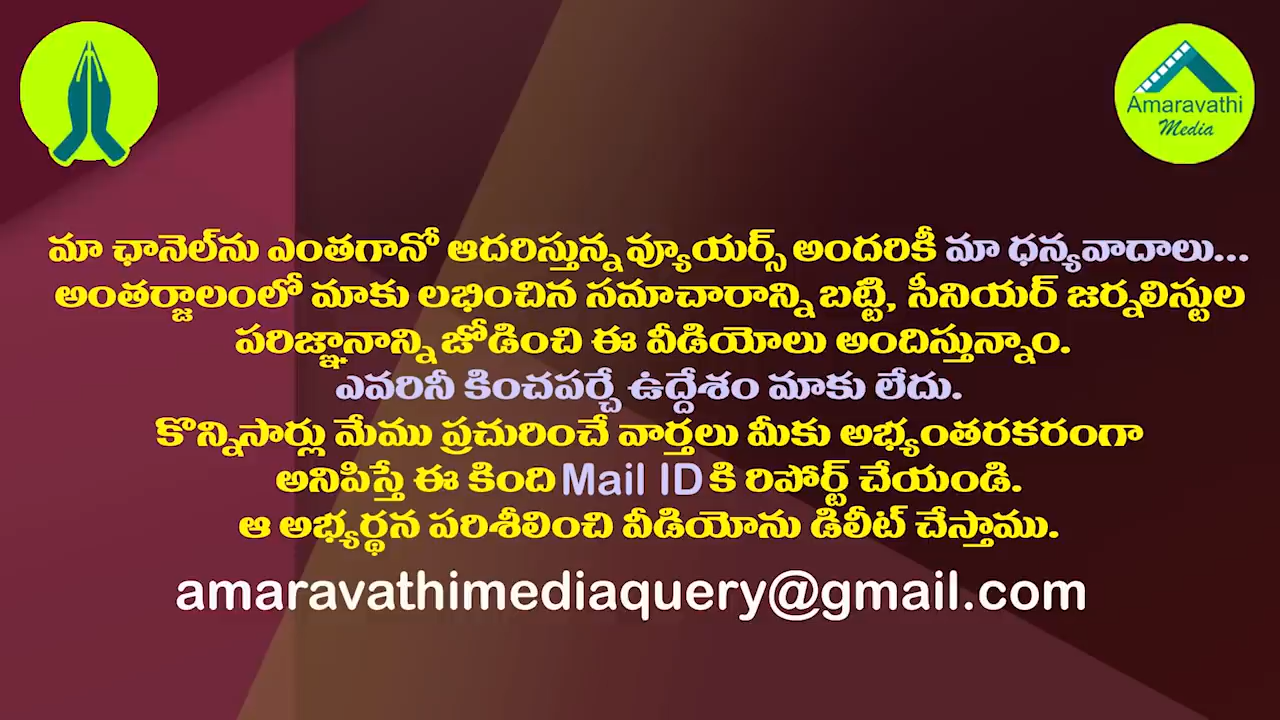 Amaravathi
Media
మా ఛానెల్‌ను ఎంతగానో ఆదరిస్తున్న వ్యూయర్స్ అందరికీ మా ధన్యవాదాలు...
అంతర్జాలంలో మాకు లభించిన సమాచారాన్ని బట్టి, సీనియర్ జర్నలిస్టుల
పరిజ్ఞానాన్ని జోడించి ఈ వీడియోలు అందిస్తున్నాం.
ఎవరినీ కించపర్చే ఉద్దేశం మాకు లేదు.
కొన్నిసార్లు మేము ప్రచురించే వార్తలు మీకు అభ్యంతరకరంగా
అనిపిస్తే ఈ కింది Mail ID కి రిపోర్ట్ చేయండి.
ఆ అభ్యర్థన పరిశీలించి వీడియోను డిలీట్ చేస్తాము.
amaravathimediaquery@gmail.com